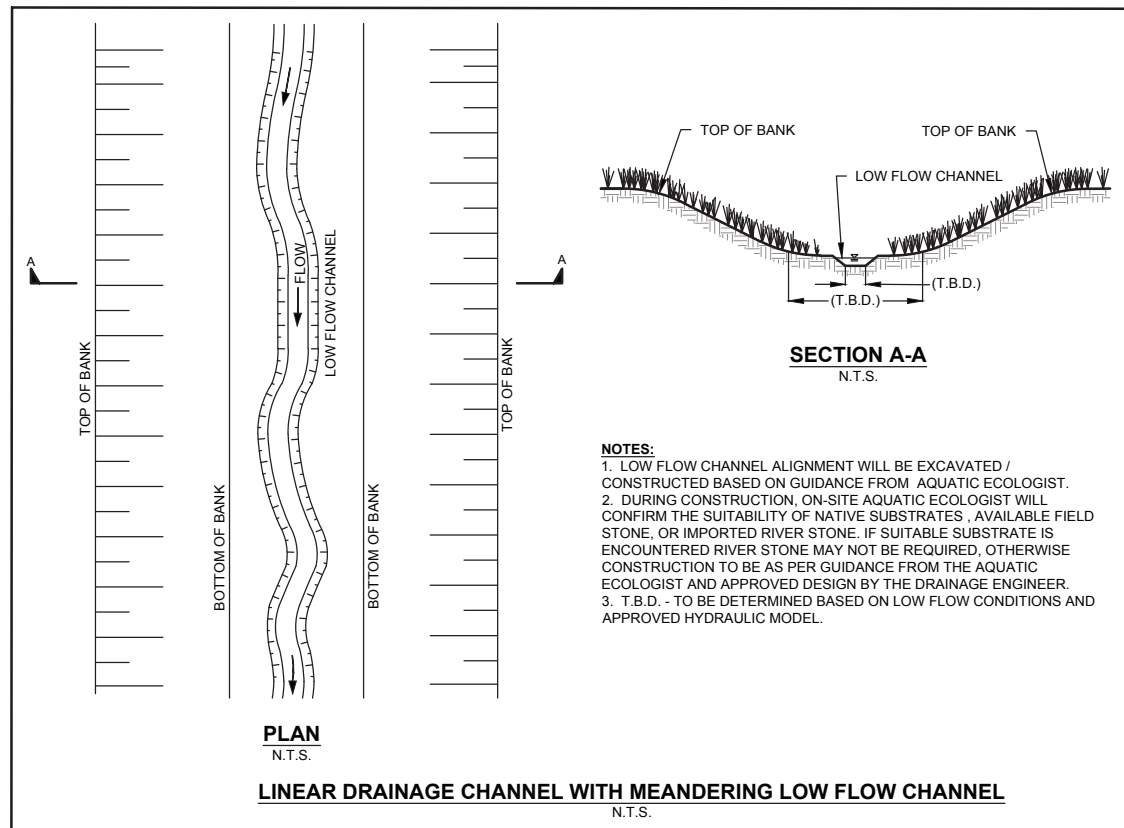 A
A
TOP OF BANK
BOTTOM OF BANK
FLOW
LOW FLOW CHANNEL
BOTTOM OF BANK
TOP OF BANK
PLAN
N.T.S.
TOP OF BANK
TOP OF BANK
LOW FLOW CHANNEL
(T.B.D.)
(T.B.D.)
SECTION A-A
N.T.S.
NOTES:
1. LOW FLOW CHANNEL ALIGNMENT WILL BE EXCAVATED /
CONSTRUCTED BASED ON GUIDANCE FROM AQUATIC ECOLOGIST.
2. DURING CONSTRUCTION, ON-SITE AQUATIC ECOLOGIST WILL
CONFIRM THE SUITABILITY OF NATIVE SUBSTRATES , AVAILABLE FIELD
STONE, OR IMPORTED RIVER STONE. IF SUITABLE SUBSTRATE IS
ENCOUNTERED RIVER STONE MAY NOT BE REQUIRED, OTHERWISE
CONSTRUCTION TO BE AS PER GUIDANCE FROM THE AQUATIC
ECOLOGIST AND APPROVED DESIGN BY THE DRAINAGE ENGINEER.
3. T.B.D. - TO BE DETERMINED BASED ON LOW FLOW CONDITIONS AND
APPROVED HYDRAULIC MODEL.
LINEAR DRAINAGE CHANNEL WITH MEANDERING LOW FLOW CHANNEL
N.T.S.